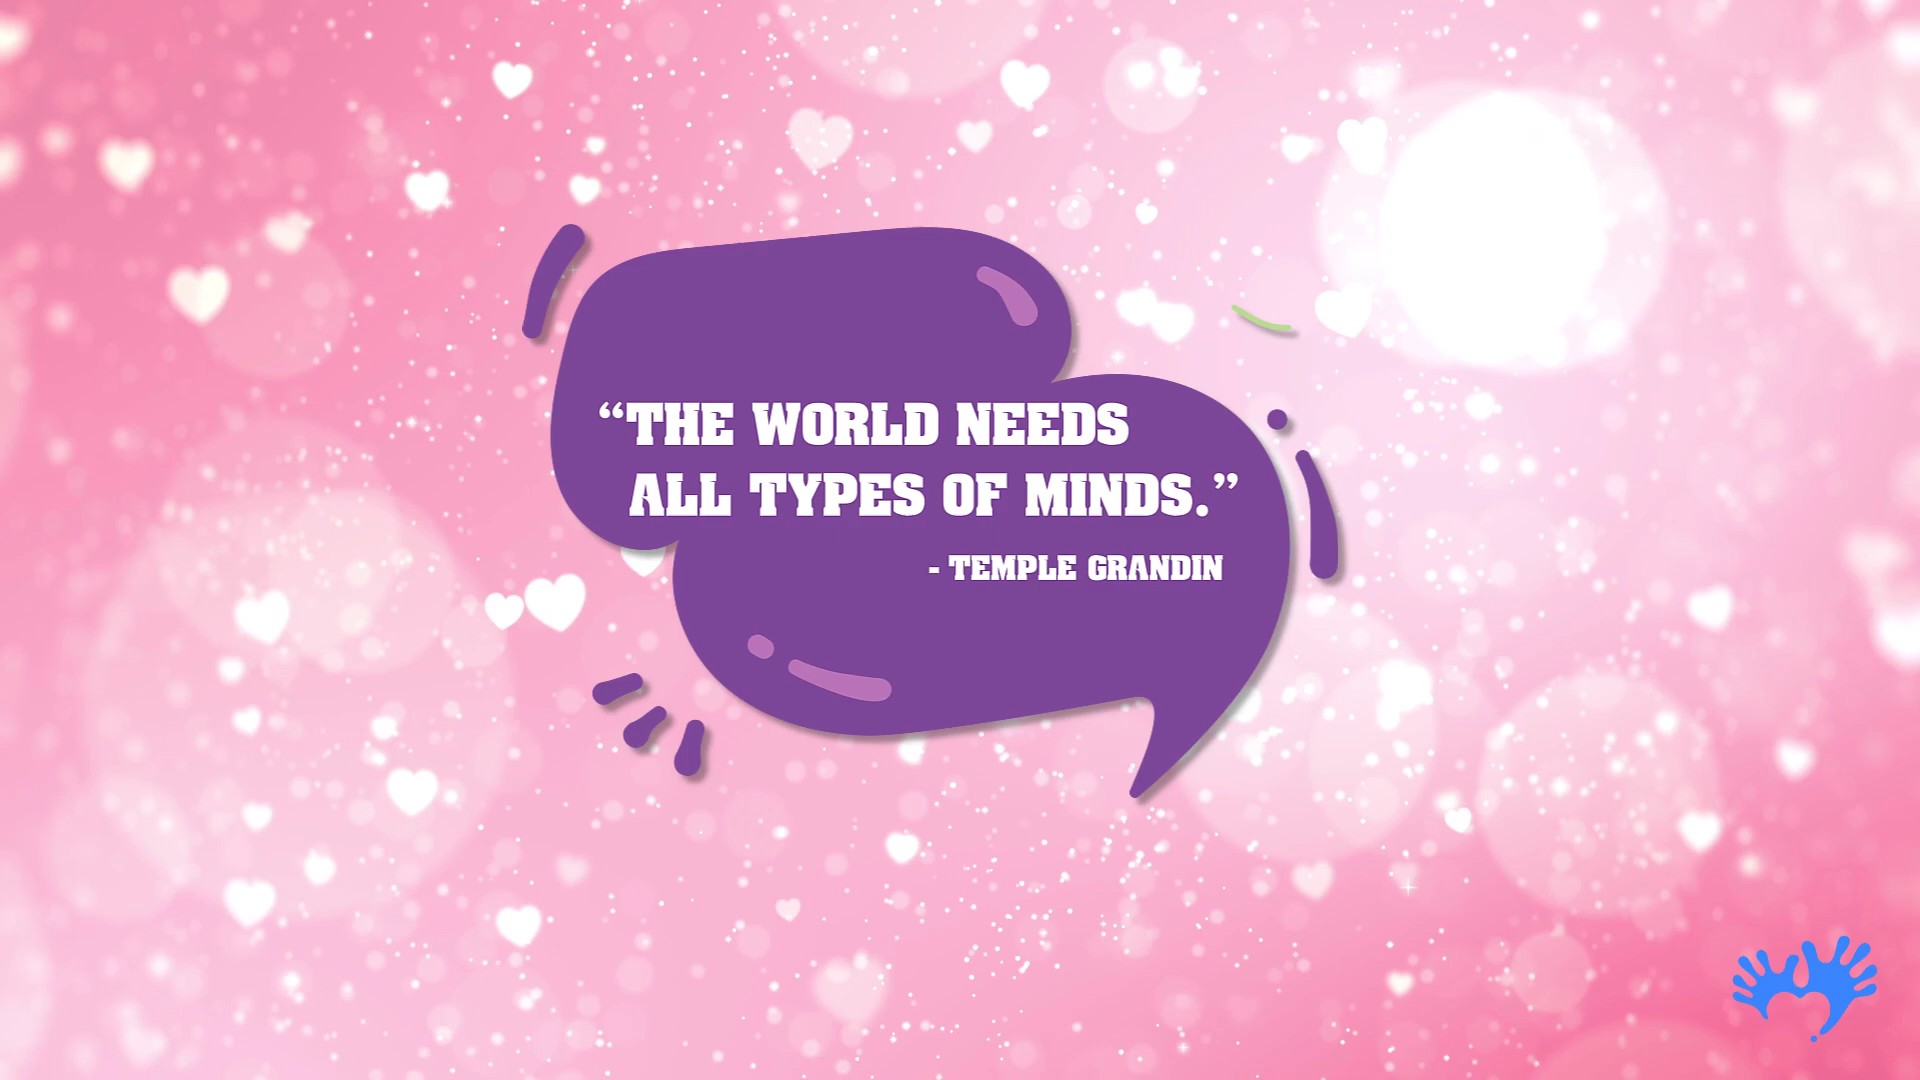 “THE WORLD NEEDS
ALL TYPES OF MINDS.”
- TEMPLE GRANDIN